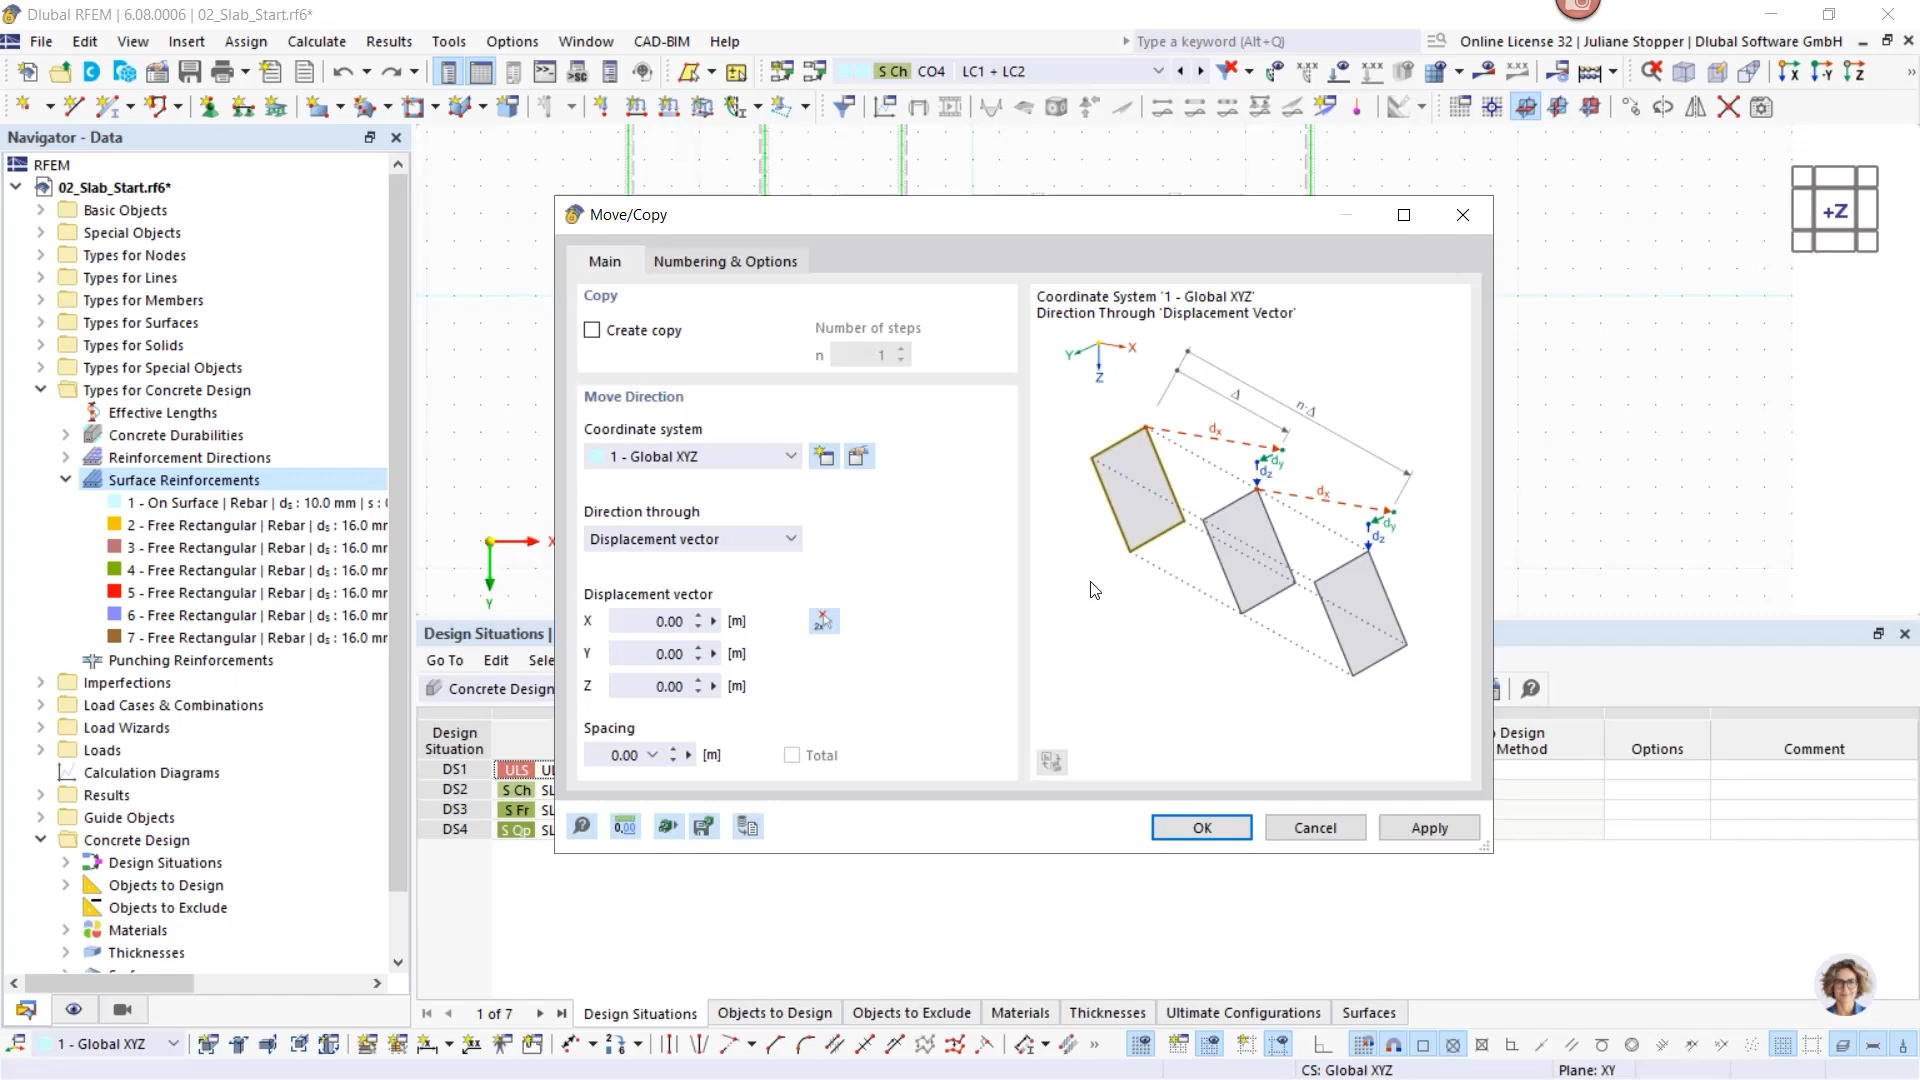 Dlubal RFEM | 6.08.0006 | 02_Slab_Start.rf6*
File Edit View Insert Assign Calculate Results Tools Options Window CAD-BIM Help
Type a keyword (Alt+Q)
Online License 32 | Juliane Stopper | Dlubal Software GmbH
S Ch CO4 LC1 + LC2
Navigator - Data
RFEM
02_Slab_Start.rf6*
Basic Objects
Special Objects
Types for Nodes
Types for Lines
Types for Members
Types for Surfaces
Types for Solids
Types for Special Objects
Types for Concrete Design
Effective Lengths
Concrete Durabilities
Reinforcement Directions
Surface Reinforcements
1 - On Surface | Rebar | ds : 10.0 mm | s :
2 - Free Rectangular | Rebar | ds : 16.0 mr
3 - Free Rectangular | Rebar | ds : 16.0 mr
4 - Free Rectangular | Rebar | ds : 16.0 mr
5 - Free Rectangular | Rebar | ds : 16.0 mr
6 - Free Rectangular | Rebar | ds : 16.0 mr
7 - Free Rectangular | Rebar | ds : 16.0 mr
Punching Reinforcements
Imperfections
Load Cases & Combinations
Load Wizards
Loads
Calculation Diagrams
Results
Guide Objects
Concrete Design
Design Situations
Objects to Design
Objects to Exclude
Materials
Thicknesses
X
Y
+Z
Move/Copy
Main Numbering & Options
Copy
Create copy
Number of steps
n 1
Move Direction
Coordinate system
1 - Global XYZ
Direction through
Displacement vector
Displacement vector
X 0.00 [m]
Y 0.00 [m]
Z 0.00 [m]
Spacing
0.00 [m]
Total
Coordinate System '1 - Global XYZ'
Direction Through 'Displacement Vector'
Y X
Z
Δ
n·Δ
dx
dy
dz
dx
dy
dz
OK Cancel Apply
Design Situations |
Go To Edit Sele
Concrete Design
Design
Situation
Design
Method
Options
Comment
DS1 ULS UL
DS2 S Ch SL
DS3 S Fr SL
DS4 S Qp SL
1 of 7
Design Situations Objects to Design Objects to Exclude Materials Thicknesses Ultimate Configurations Surfaces
1 - Global XYZ
CS: Global XYZ
Plane: XY